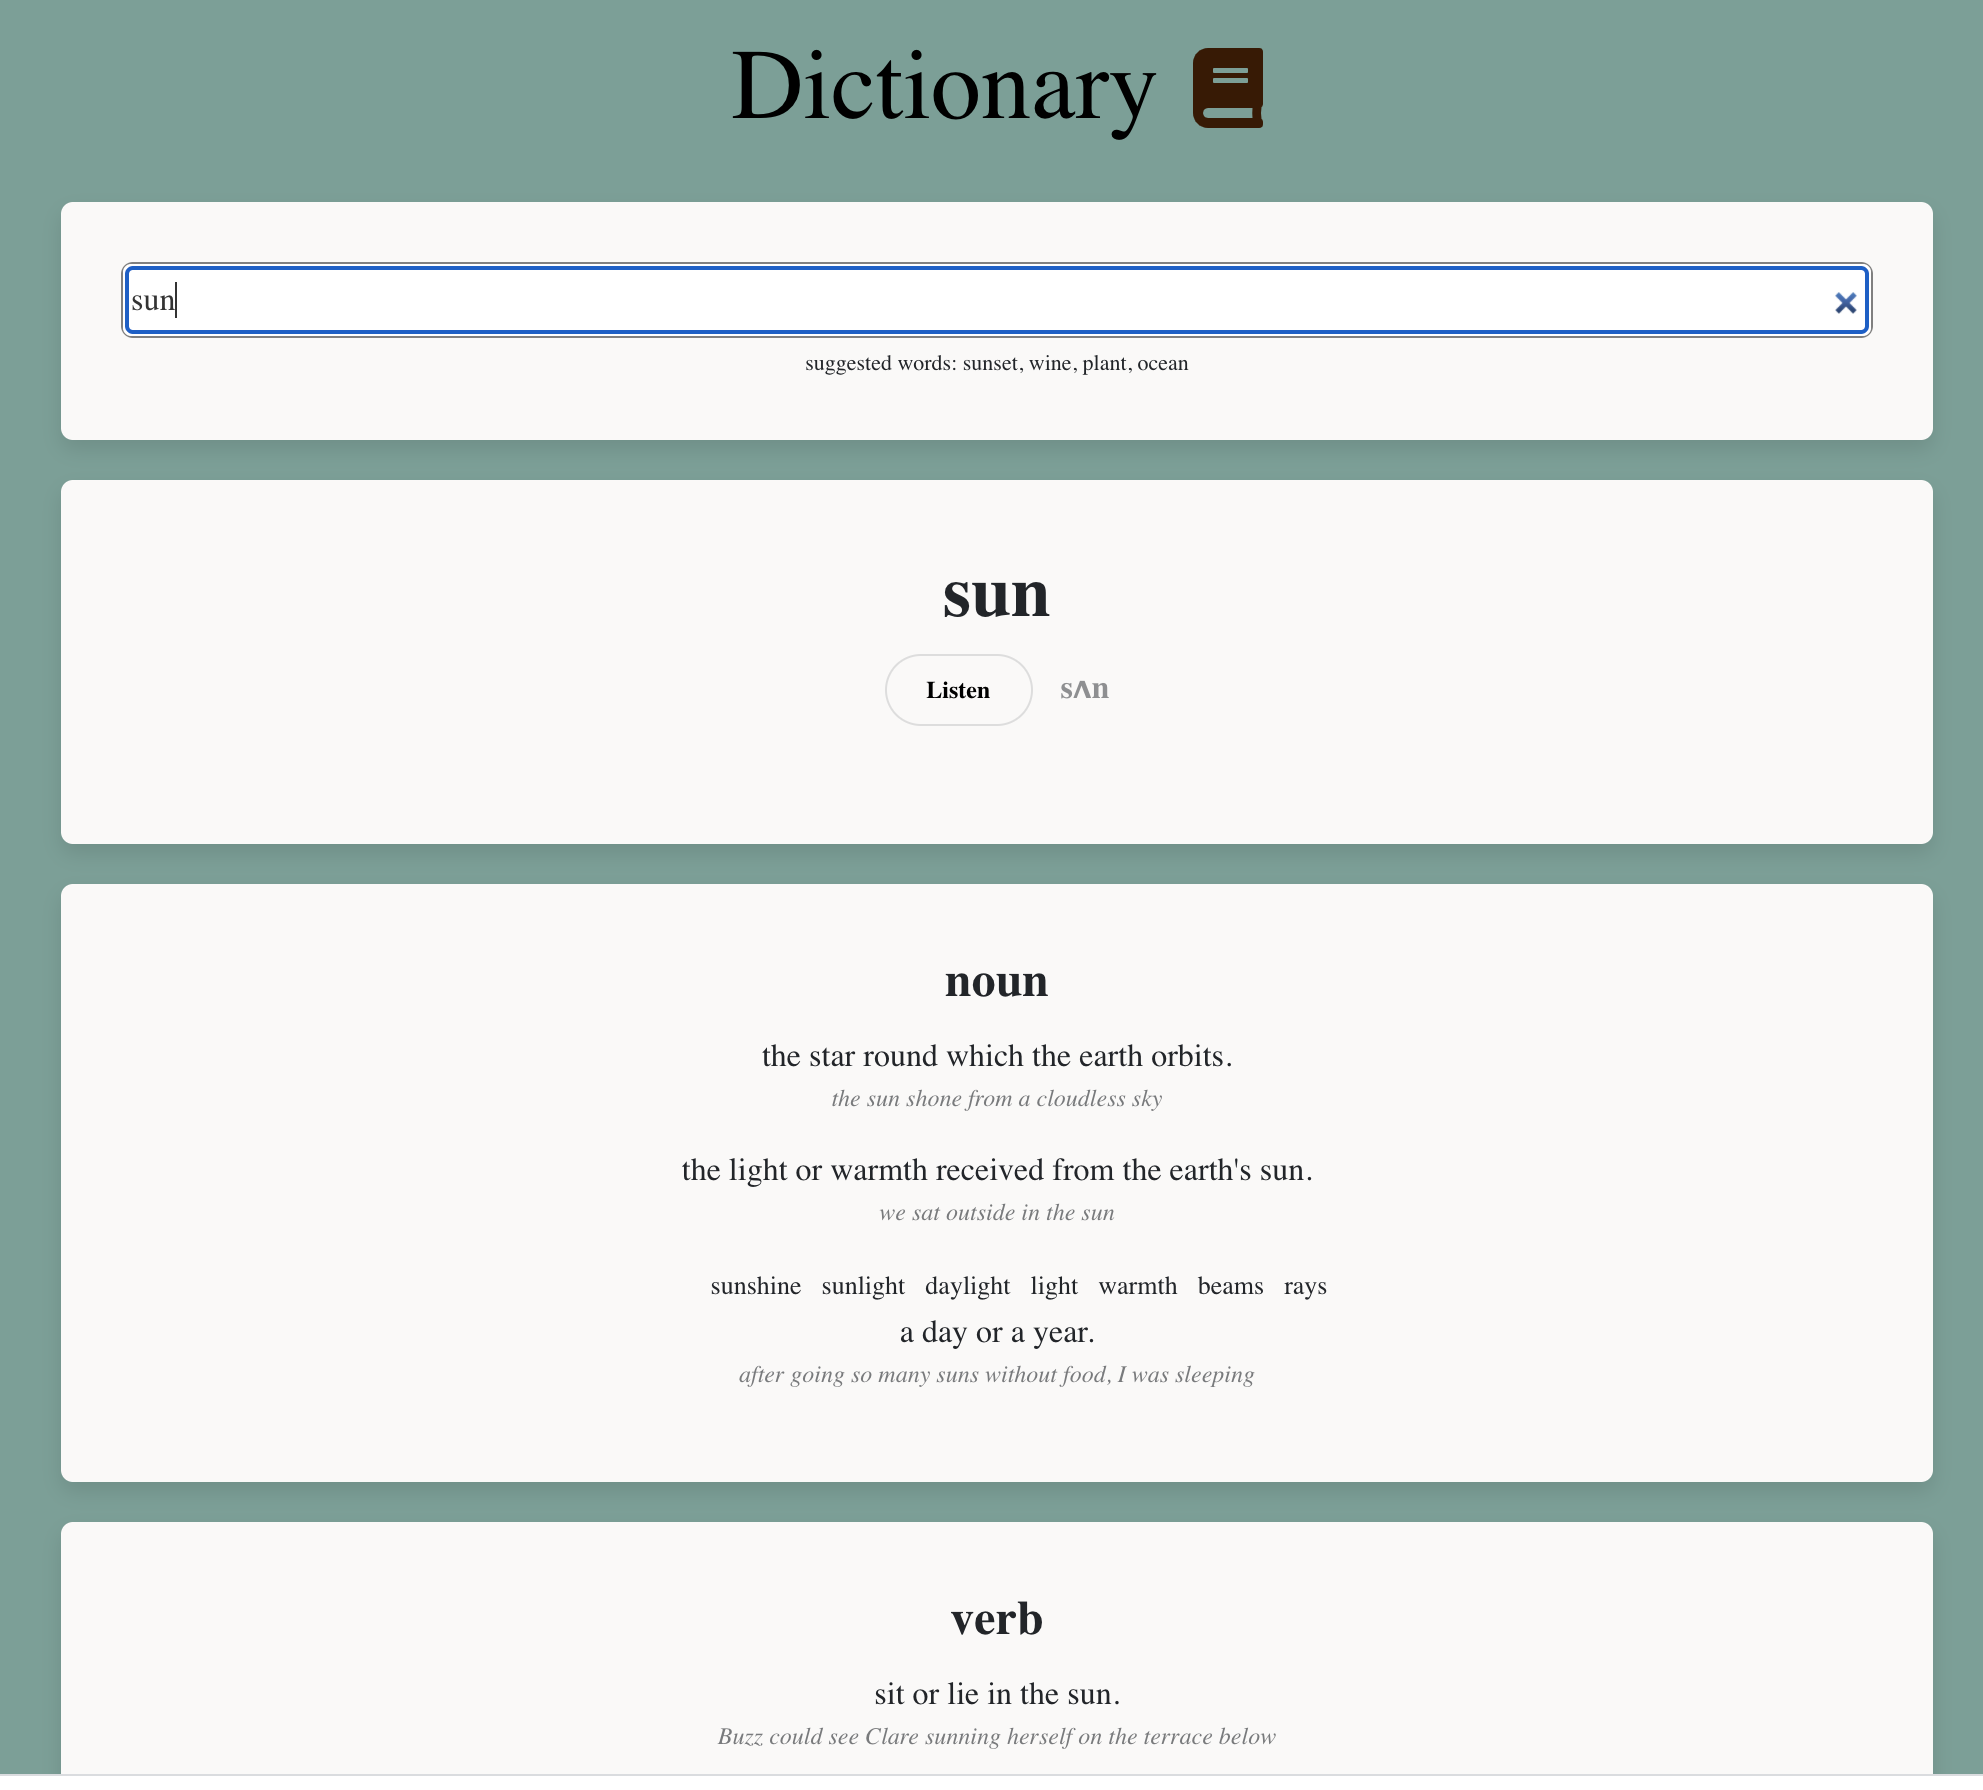 Dictionary
sun
suggested words: sunset, wine, plant, ocean
sun
Listen sʌn
noun
the star round which the earth orbits.
the sun shone from a cloudless sky
the light or warmth received from the earth's sun.
we sat outside in the sun
sunshine sunlight daylight light warmth beams rays
a day or a year.
after going so many suns without food, I was sleeping
verb
sit or lie in the sun.
Buzz could see Clare sunning herself on the terrace below